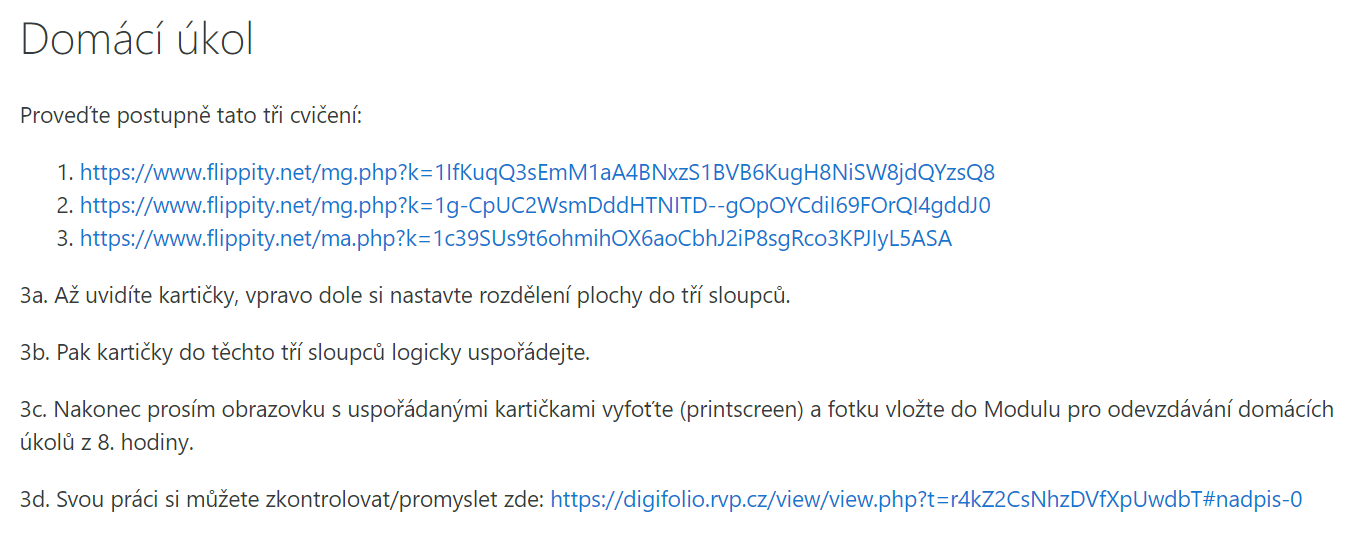 Domácí úkol
Proveďte postupně tato tři cvičení:
1. https://www.flippity.net/mg.php?k=1IfKuqQ3sEmM1aA4BNxzS1BVB6KugH8NiSW8jdQYzsQ8
2. https://www.flippity.net/mg.php?k=1g-CpUC2WsmDddHTNITD--gOpOYCdiI69FOrQI4gddJ0
3. https://www.flippity.net/ma.php?k=1c39SUs9t6ohmihOX6aoCbhJ2iP8sgRco3KPJIyL5ASA
3a. Až uvidíte kartičky, vpravo dole si nastavte rozdělení plochy do tří sloupců.
3b. Pak kartičky do těchto tří sloupců logicky uspořádejte.
3c. Nakonec prosím obrazovku s uspořádanými kartičkami vyfoťte (printscreen) a fotku vložte do Modulu pro odevzdávání domácích
úkolů z 8. hodiny.
3d. Svou práci si můžete zkontrolovat/promyslet zde: https://digifolio.rvp.cz/view/view.php?t=r4kZ2CsNhzDVfXpUwdbT#nadpis-0